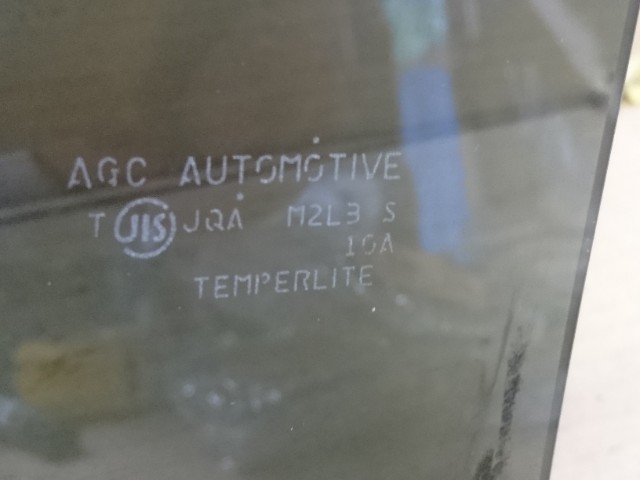 AGC AUTOMOTIVE
T JIS JQA M2L3 S
10A
TEMPERLITE